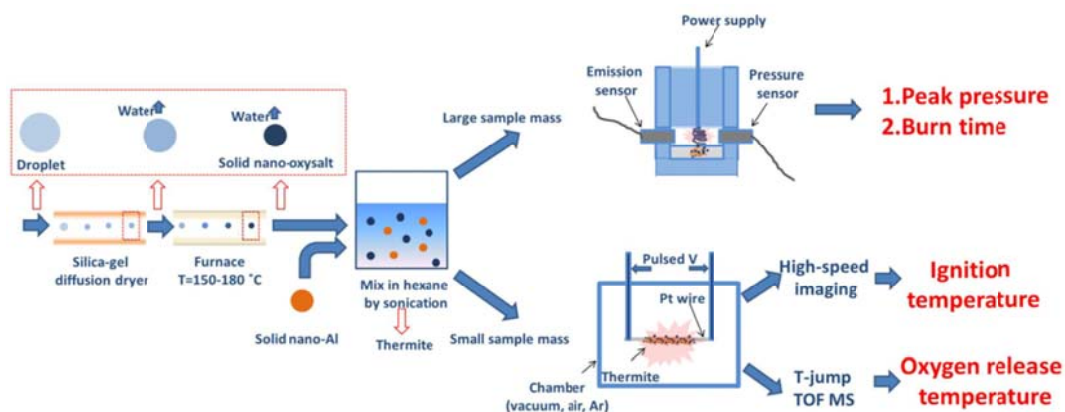 Water
Water
Droplet
Solid nano-oxysalt
Silica-gel
diffusion dryer
Furnace
T=150-180 ˚C
Solid nano-Al
Mix in hexane
by sonication
Thermite
Large sample mass
Small sample mass
Power supply
Emission
sensor
Pressure
sensor
1.Peak pressure
2.Burn time
Pulsed V
Pt wire
Thermite
Chamber
(vacuum, air, Ar)
High-speed
imaging
Ignition
temperature
T-jump
TOF MS
Oxygen release
temperature